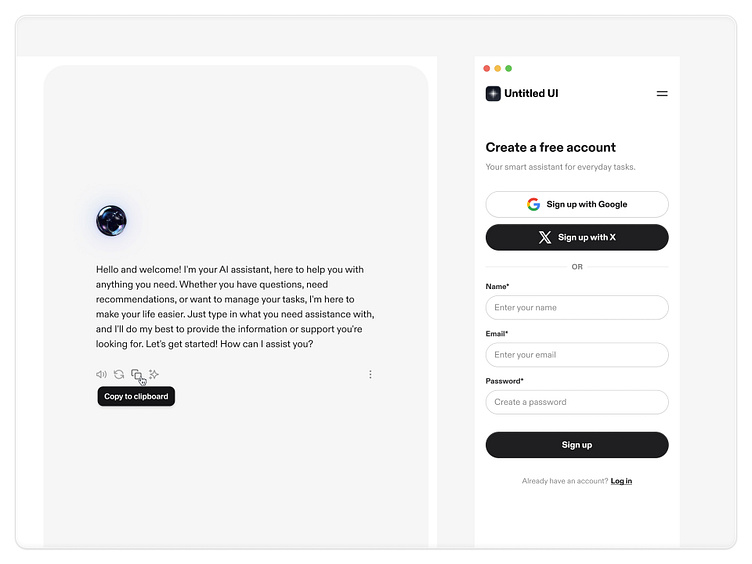 Hello and welcome! I'm your AI assistant, here to help you with
anything you need. Whether you have questions, need
recommendations, or want to manage your tasks, I'm here to
make your life easier. Just type in what you need assistance with,
and I'll do my best to provide the information or support you're
looking for. Let's get started! How can I assist you?
Copy to clipboard
Untitled UI
Create a free account
Your smart assistant for everyday tasks.
Sign up with Google
Sign up with X
OR
Name*
Enter your name
Email*
Enter your email
Password*
Create a password
Sign up
Already have an account? Log in